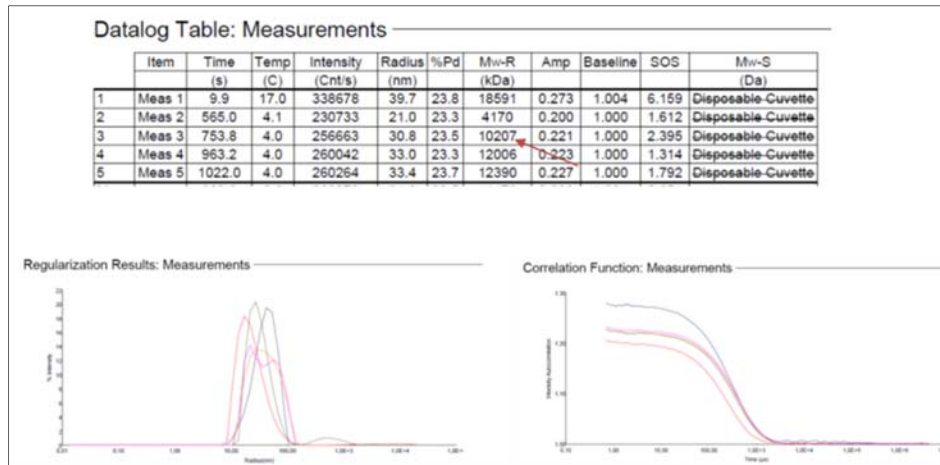 Datalog Table: Measurements
Item Time Temp Intensity Radius %Pd Mw-R Amp Baseline SOS Mw-S
(s) (C) (Cnt/s) (nm) (kDa) (Da)
1 Meas 1 9.9 17.0 338678 39.7 23.8 18591 0.273 1.004 6.159 Disposable Cuvette
2 Meas 2 565.0 4.1 230733 21.0 23.3 4170 0.200 1.000 1.612 Disposable Cuvette
3 Meas 3 753.8 4.0 256663 30.8 23.5 10207 0.221 1.000 2.395 Disposable Cuvette
4 Meas 4 963.2 4.0 260042 33.0 23.3 12006 0.223 1.000 1.314 Disposable Cuvette
5 Meas 5 1022.0 4.0 260264 33.4 23.7 12390 0.227 1.000 1.792 Disposable Cuvette
Regularization Results: Measurements
Correlation Function: Measurements
% Intensity
Radius(nm)
Intensity Autocorrelation